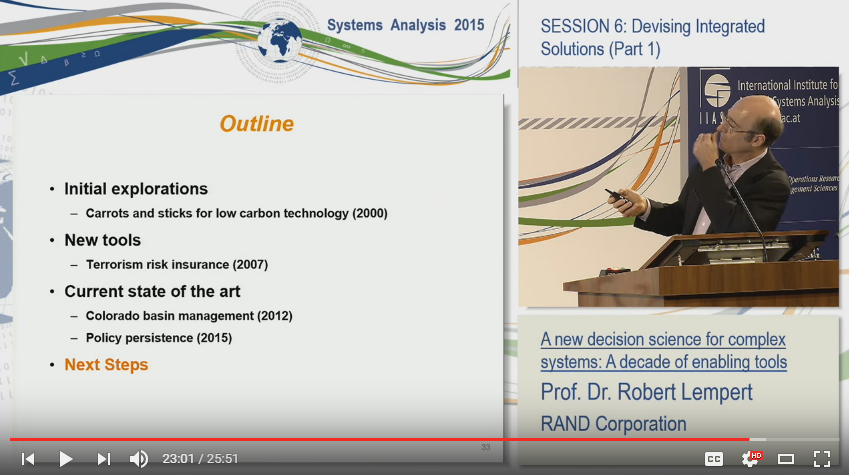 Systems Analysis 2015
Outline
• Initial explorations
– Carrots and sticks for low carbon technology (2000)
• New tools
– Terrorism risk insurance (2007)
• Current state of the art
– Colorado basin management (2012)
– Policy persistence (2015)
• Next Steps
33
SESSION 6: Devising Integrated
Solutions (Part 1)
International Institute for
Systems Analysis
IIAS
ac.at
Operations Resear
gement Sciences
A new decision science for complex
systems: A decade of enabling tools
Prof. Dr. Robert Lempert
RAND Corporation
23:01 / 25:51
CC
HD